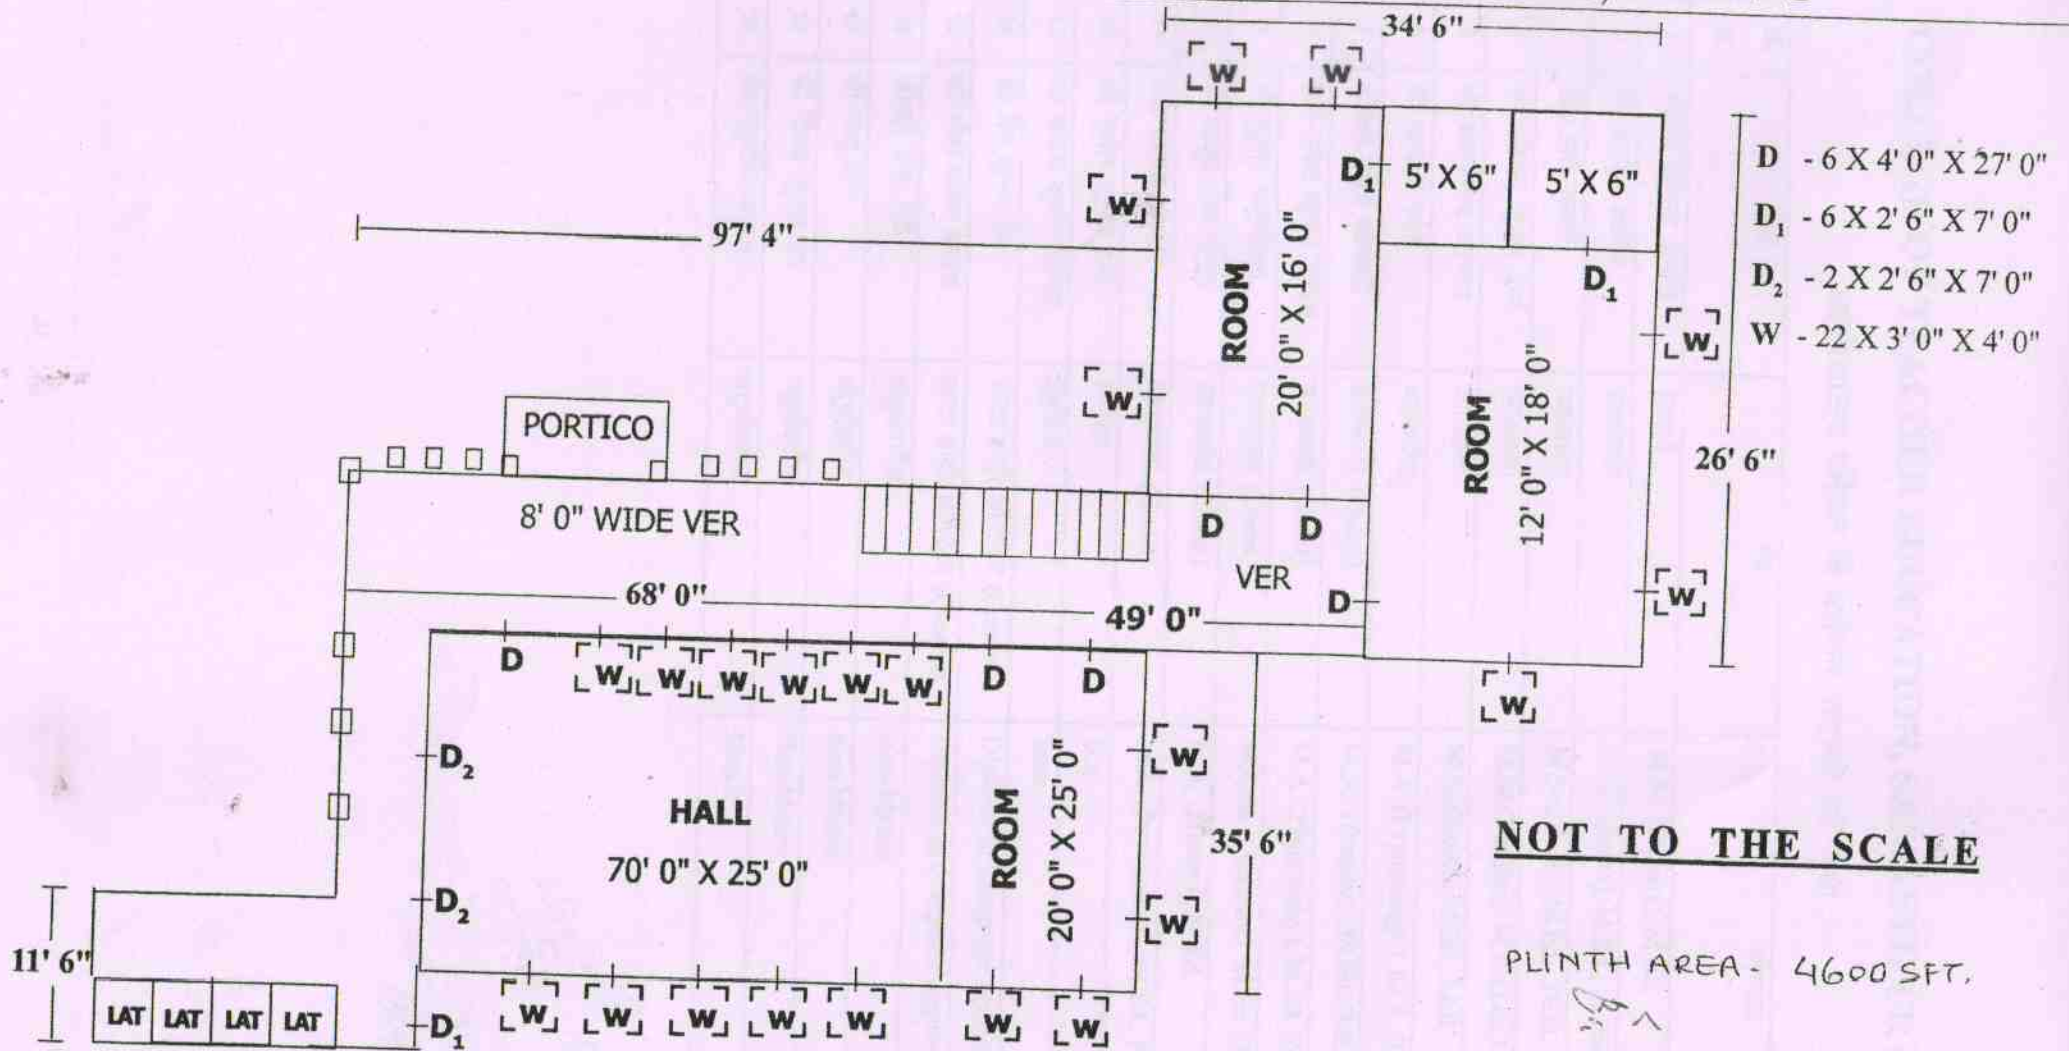 34' 6"
W W
D - 6 X 4' 0" X 27' 0"
D₁ 5' X 6" 5' X 6"
W
D₁ - 6 X 2' 6" X 7' 0"
97' 4"
D₁
D₂ - 2 X 2' 6" X 7' 0"
ROOM
20' 0" X 16' 0"
W
W - 22 X 3' 0" X 4' 0"
W
PORTICO
ROOM
12' 0" X 18' 0"
26' 6"
8' 0" WIDE VER
D D
VER
W
68' 0"
49' 0"
D
D W W W W W W D D
W
D₂
W
HALL
70' 0" X 25' 0"
ROOM
20' 0" X 25' 0"
35' 6"
NOT TO THE SCALE
D₂
W
11' 6"
PLINTH AREA - 4600 SFT.
LAT LAT LAT LAT
D₁
W W W W W W W